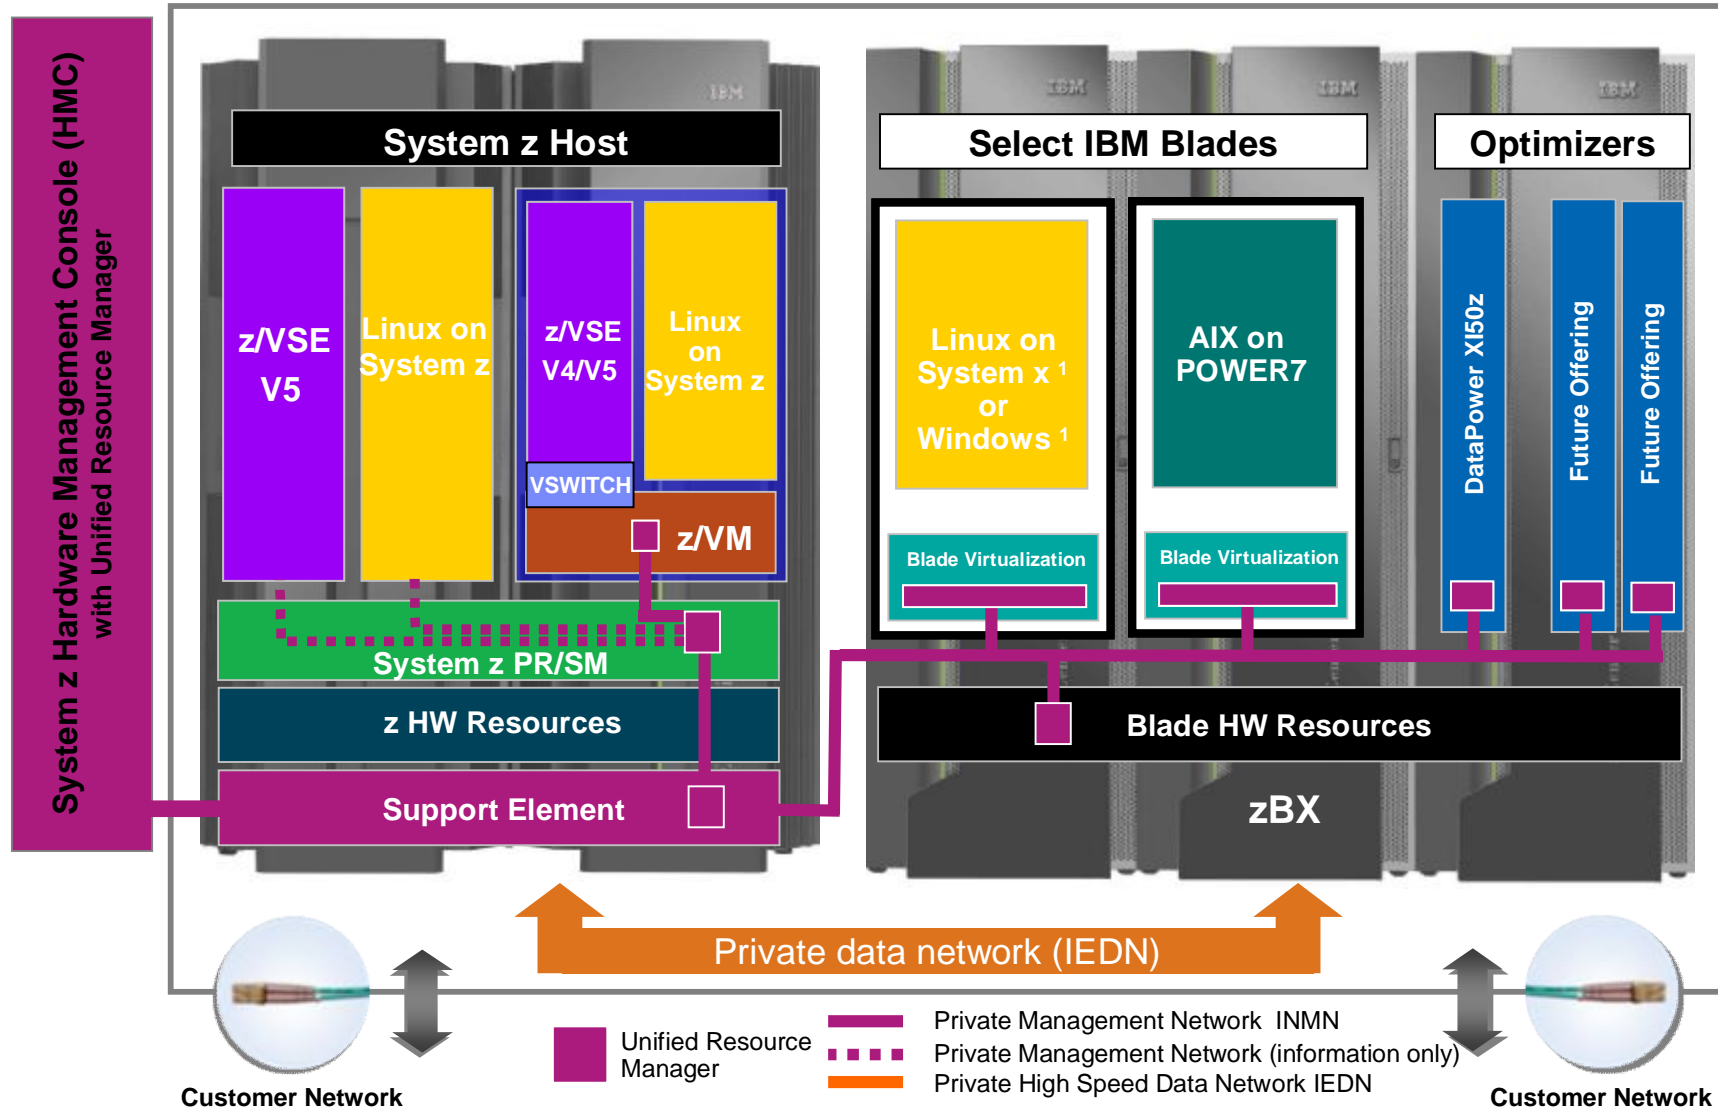 System z Hardware Management Console (HMC)
with Unified Resource Manager
IBM
IBM
IBM
IBM
System z Host
Select IBM Blades
Optimizers
z/VSE
V5
Linux on
System z
z/VSE
V4/V5
Linux
on
System z
VSWITCH
z/VM
Linux on
System x 1
or
Windows 1
AIX on
POWER7
DataPower XI50z
Future Offering
Future Offering
Blade Virtualization
Blade Virtualization
System z PR/SM
z HW Resources
Blade HW Resources
Support Element
zBX
Private data network (IEDN)
Unified Resource
Manager
Private Management Network INMN
Private Management Network (information only)
Private High Speed Data Network IEDN
Customer Network
Customer Network